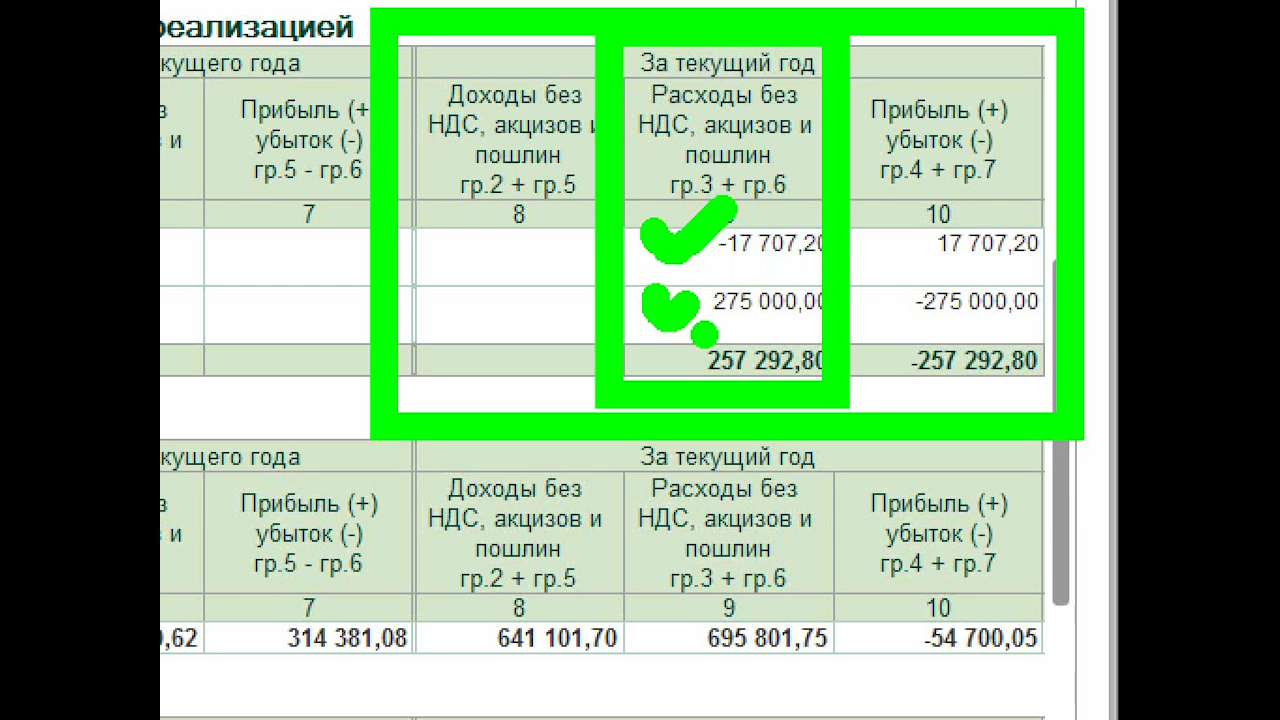 реализацией
кущего года За текущий год
Прибыль (+ Доходы без Расходы без Прибыль (+)
и убыток (-) НДС, акцизов и НДС, акцизов и убыток (-)
гр.5 - гр.6 пошлин пошлин гр.4 + гр.7
гр.2 + гр.5 гр.3 + гр.6
7 8 10
-17 707,20 17 707,20
275 000,00 -275 000,00
257 292,80 -257 292,80
кущего года За текущий год
Прибыль (+) Доходы без Расходы без Прибыль (+)
и убыток (-) НДС, акцизов и НДС, акцизов и убыток (-)
гр.5 - гр.6 пошлин пошлин гр.4 + гр.7
гр.2 + гр.5 гр.3 + гр.6
7 8 9 10
,62 314 381,08 641 101,70 695 801,75 -54 700,05